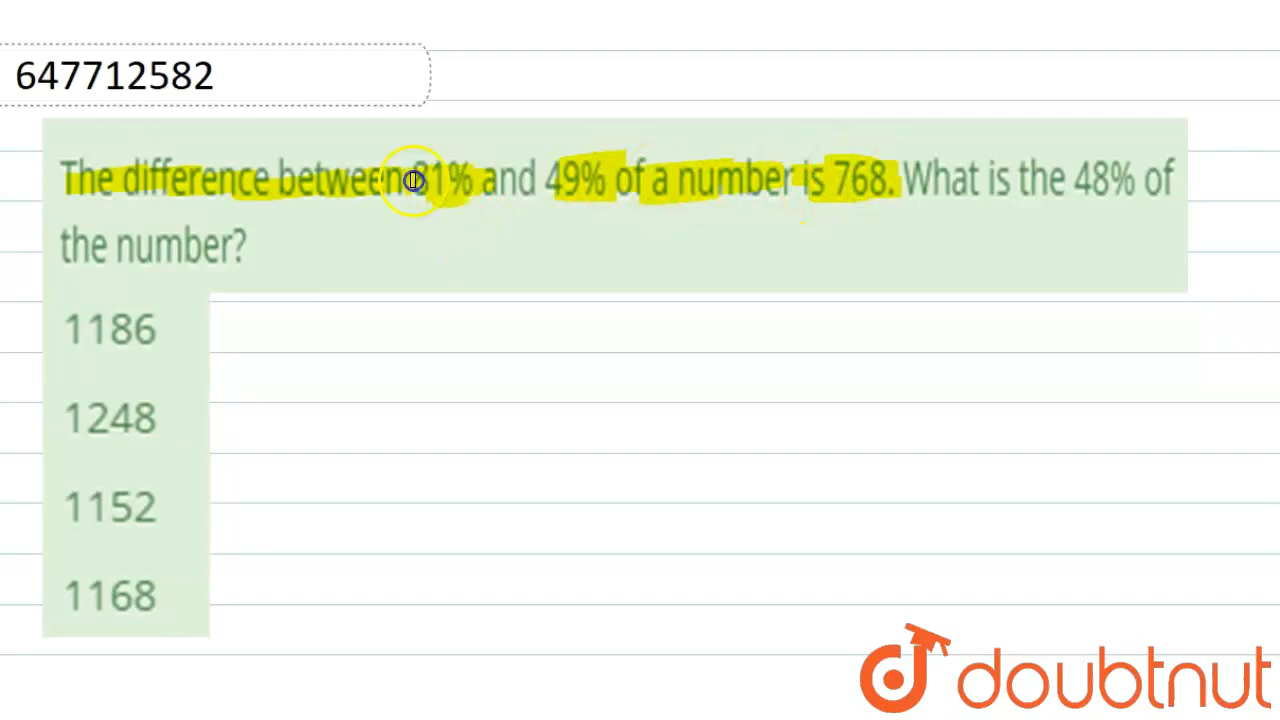 647712582
The difference between 81% and 49% of a number is 768. What is the 48% of
the number?
1186
1248
1152
1168
doubtnut